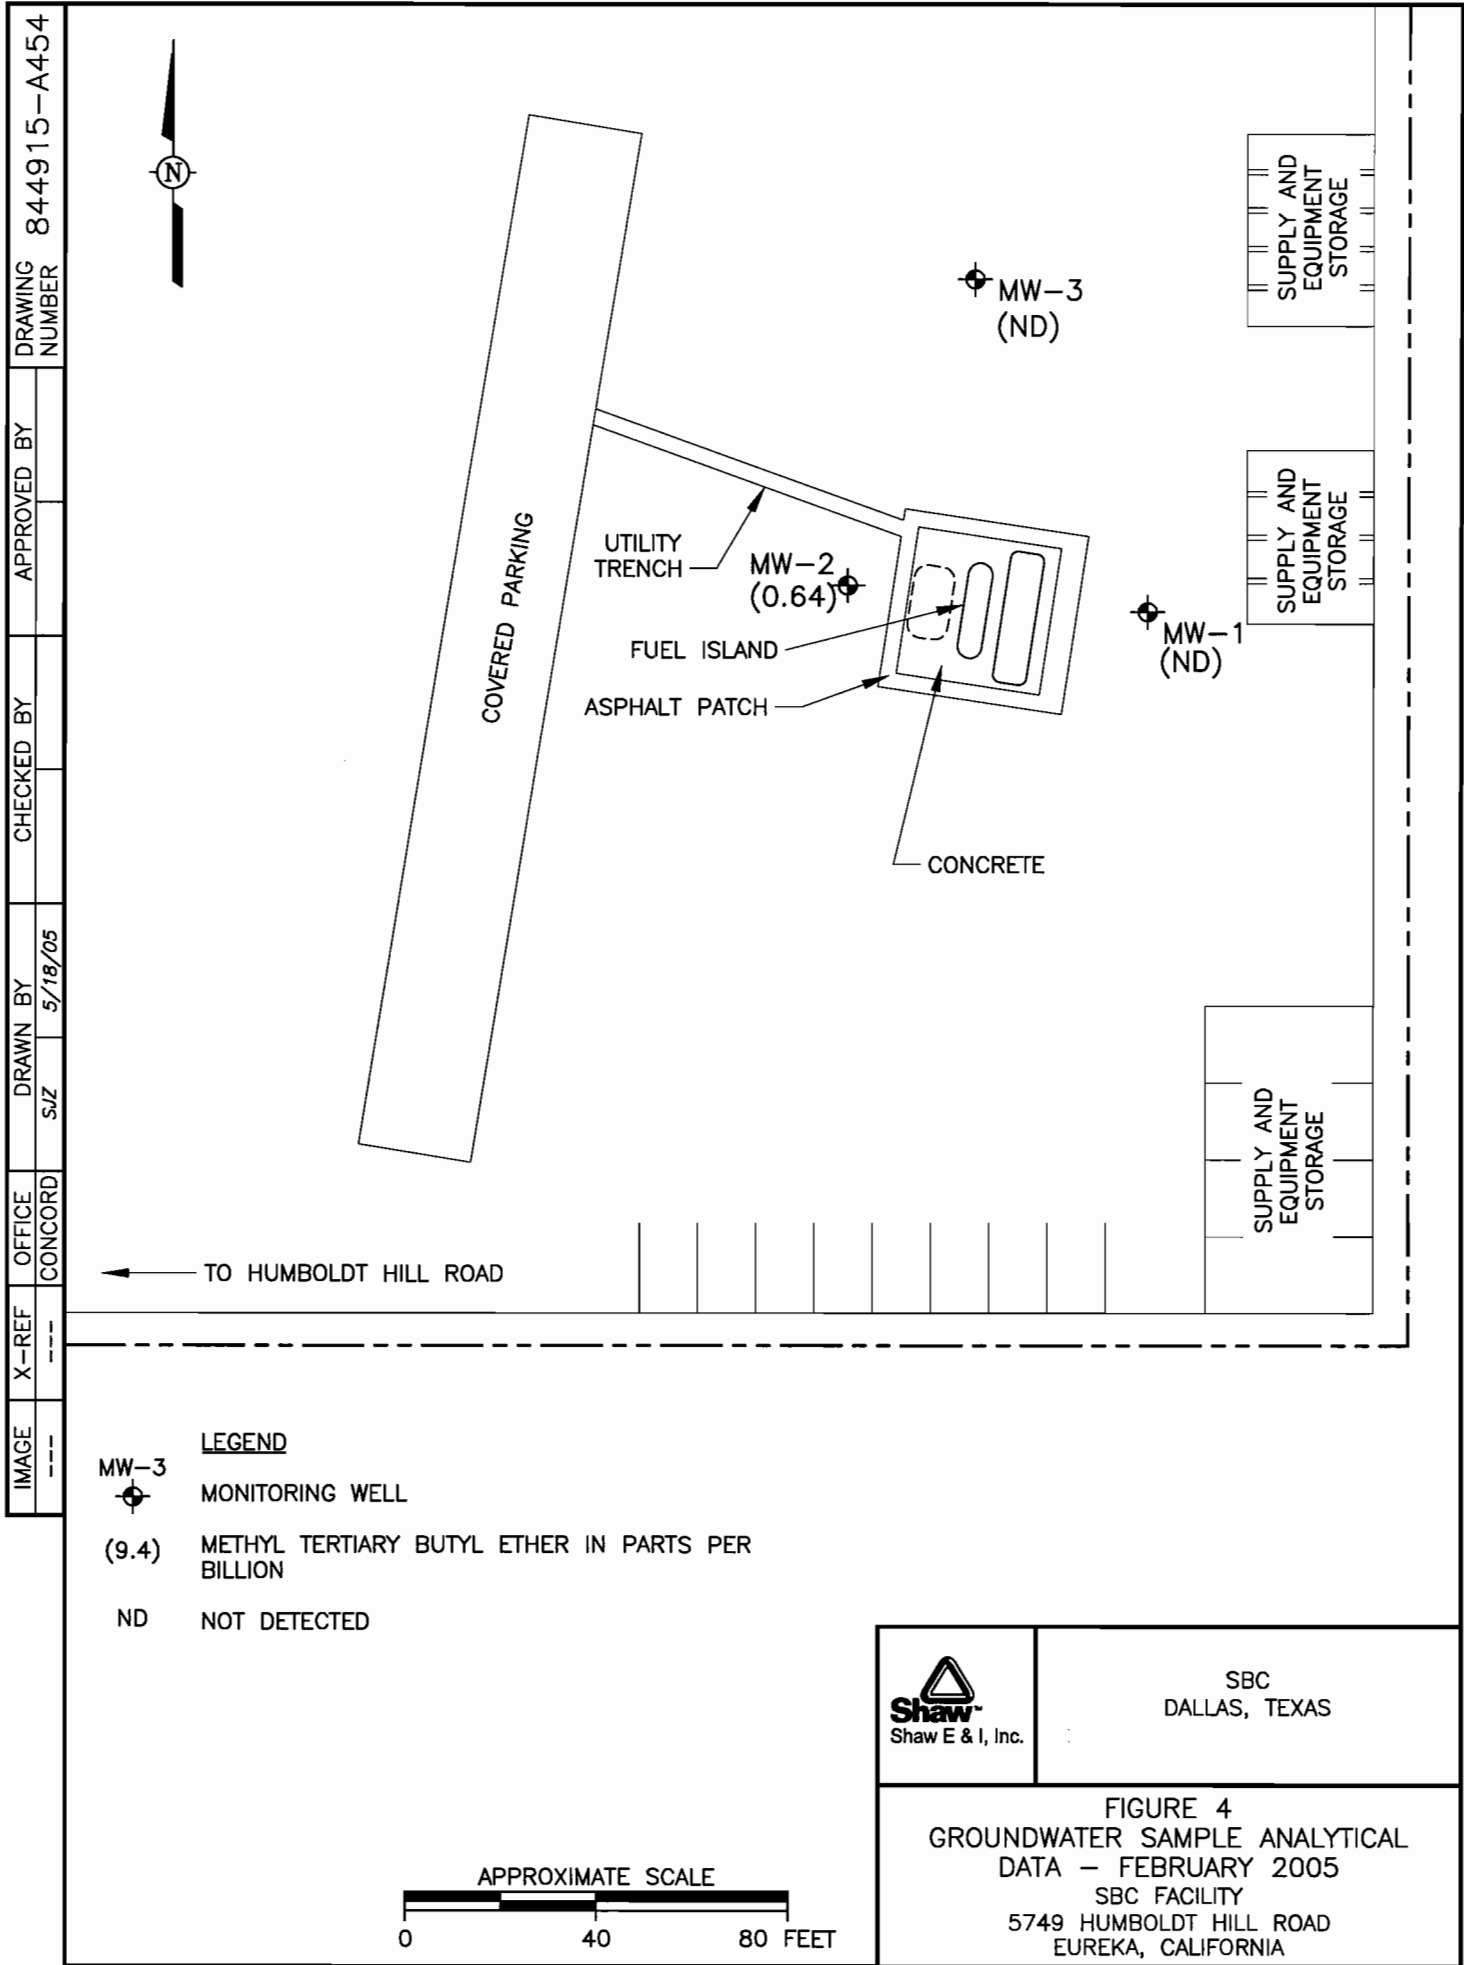 DRAWING
NUMBER
844915-A454
APPROVED BY
CHECKED BY
DRAWN BY
5/18/05
SJZ
OFFICE
CONCORD
X-REF
----
IMAGE
----
N
MW-3
(ND)
SUPPLY AND
EQUIPMENT
STORAGE
SUPPLY AND
EQUIPMENT
STORAGE
COVERED PARKING
UTILITY
TRENCH
MW-2
(0.64)
FUEL ISLAND
ASPHALT PATCH
MW-1
(ND)
CONCRETE
SUPPLY AND
EQUIPMENT
STORAGE
TO HUMBOLDT HILL ROAD
LEGEND
MW-3
MONITORING WELL
(9.4)
METHYL TERTIARY BUTYL ETHER IN PARTS PER
BILLION
ND
NOT DETECTED
APPROXIMATE SCALE
0
40
80 FEET
Shaw™
Shaw E & I, Inc.
SBC
DALLAS, TEXAS
FIGURE 4
GROUNDWATER SAMPLE ANALYTICAL
DATA - FEBRUARY 2005
SBC FACILITY
5749 HUMBOLDT HILL ROAD
EUREKA, CALIFORNIA